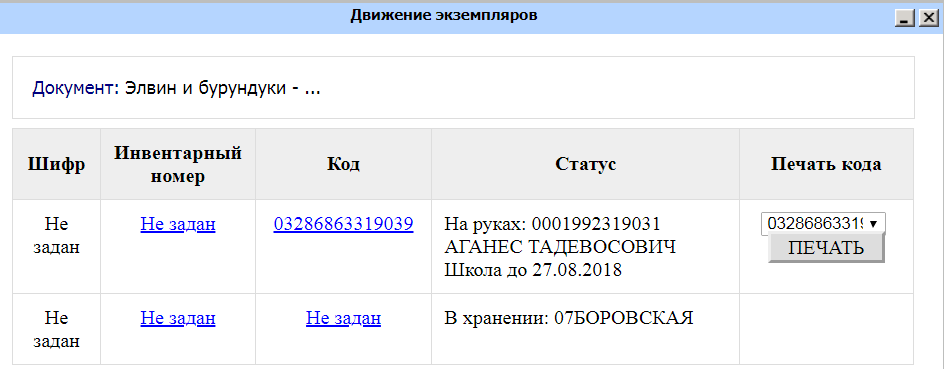 Движение экземпляров
Документ: Элвин и бурундуки - ...
Шифр Инвентарный номер Код Статус Печать кода
Не задан Не задан 03286863319039 На руках: 0001992319031
АГАНЕС ТАДЕВОСОВИЧ
Школа до 27.08.2018
03286863319
ПЕЧАТЬ
Не задан Не задан Не задан В хранении: 07БОРОВСКАЯ